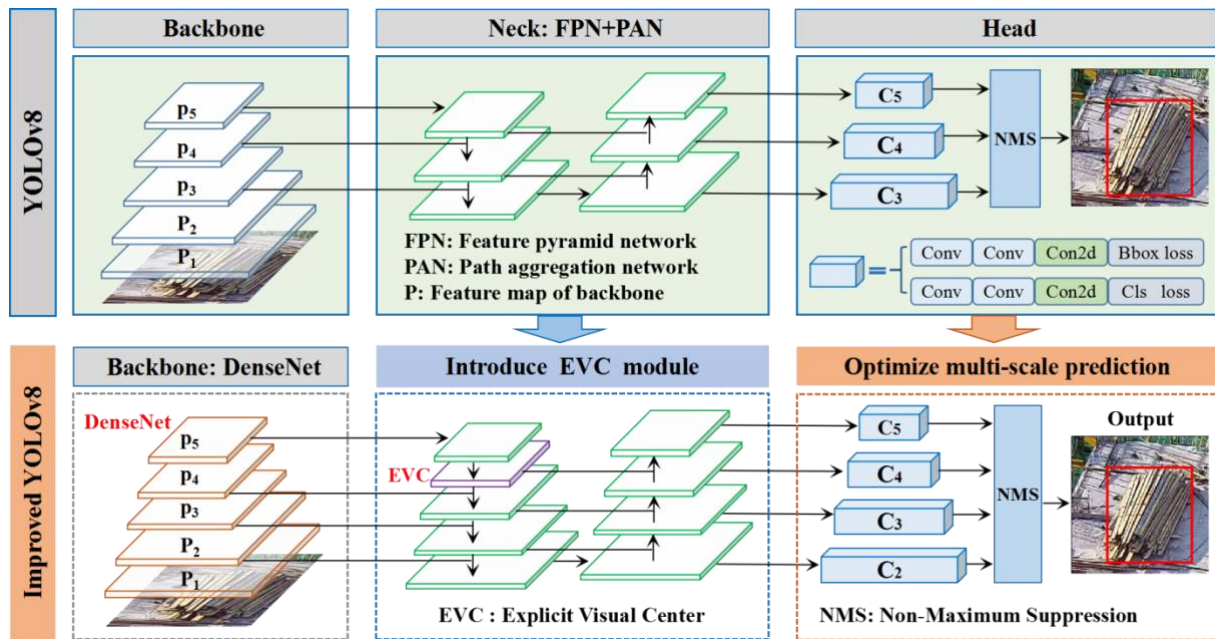 YOLOv8
Backbone
Neck: FPN+PAN
Head
p5
p4
p3
P2
P1
FPN: Feature pyramid network
PAN: Path aggregation network
P: Feature map of backbone
C5
C4
C3
NMS
Conv Conv Con2d Bbox loss
Conv Conv Con2d Cls loss
=
Improved YOLOv8
Backbone: DenseNet
Introduce EVC module
Optimize multi-scale prediction
DenseNet
p5
p4
p3
P2
P1
EVC
EVC : Explicit Visual Center
C5
C4
C3
C2
NMS
Output
NMS: Non-Maximum Suppression